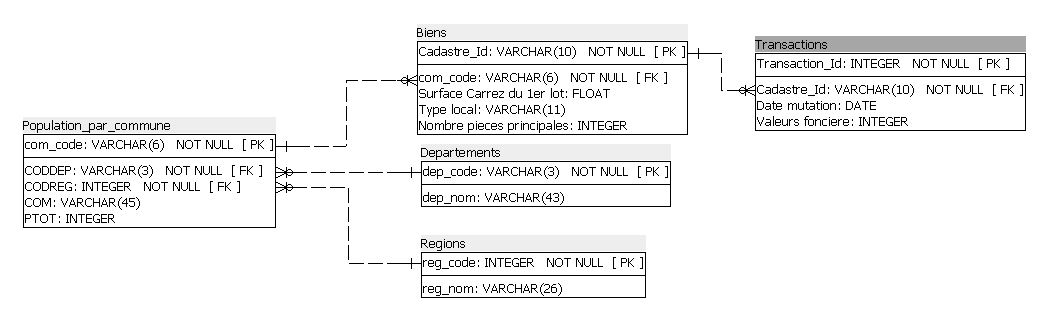 Biens
Cadastre_Id: VARCHAR(10) NOT NULL [ PK ]
com_code: VARCHAR(6) NOT NULL [ FK ]
Surface Carrez du 1er lot: FLOAT
Type local: VARCHAR(11)
Nombre pieces principales: INTEGER
Transactions
Transaction_Id: INTEGER NOT NULL [ PK ]
Cadastre_Id: VARCHAR(10) NOT NULL [ FK ]
Date mutation: DATE
Valeurs fonciere: INTEGER
Population_par_commune
com_code: VARCHAR(6) NOT NULL [ PK ]
CODDEP: VARCHAR(3) NOT NULL [ FK ]
CODREG: INTEGER NOT NULL [ FK ]
COM: VARCHAR(45)
PTOT: INTEGER
Departements
dep_code: VARCHAR(3) NOT NULL [ PK ]
dep_nom: VARCHAR(43)
Regions
reg_code: INTEGER NOT NULL [ PK ]
reg_nom: VARCHAR(26)